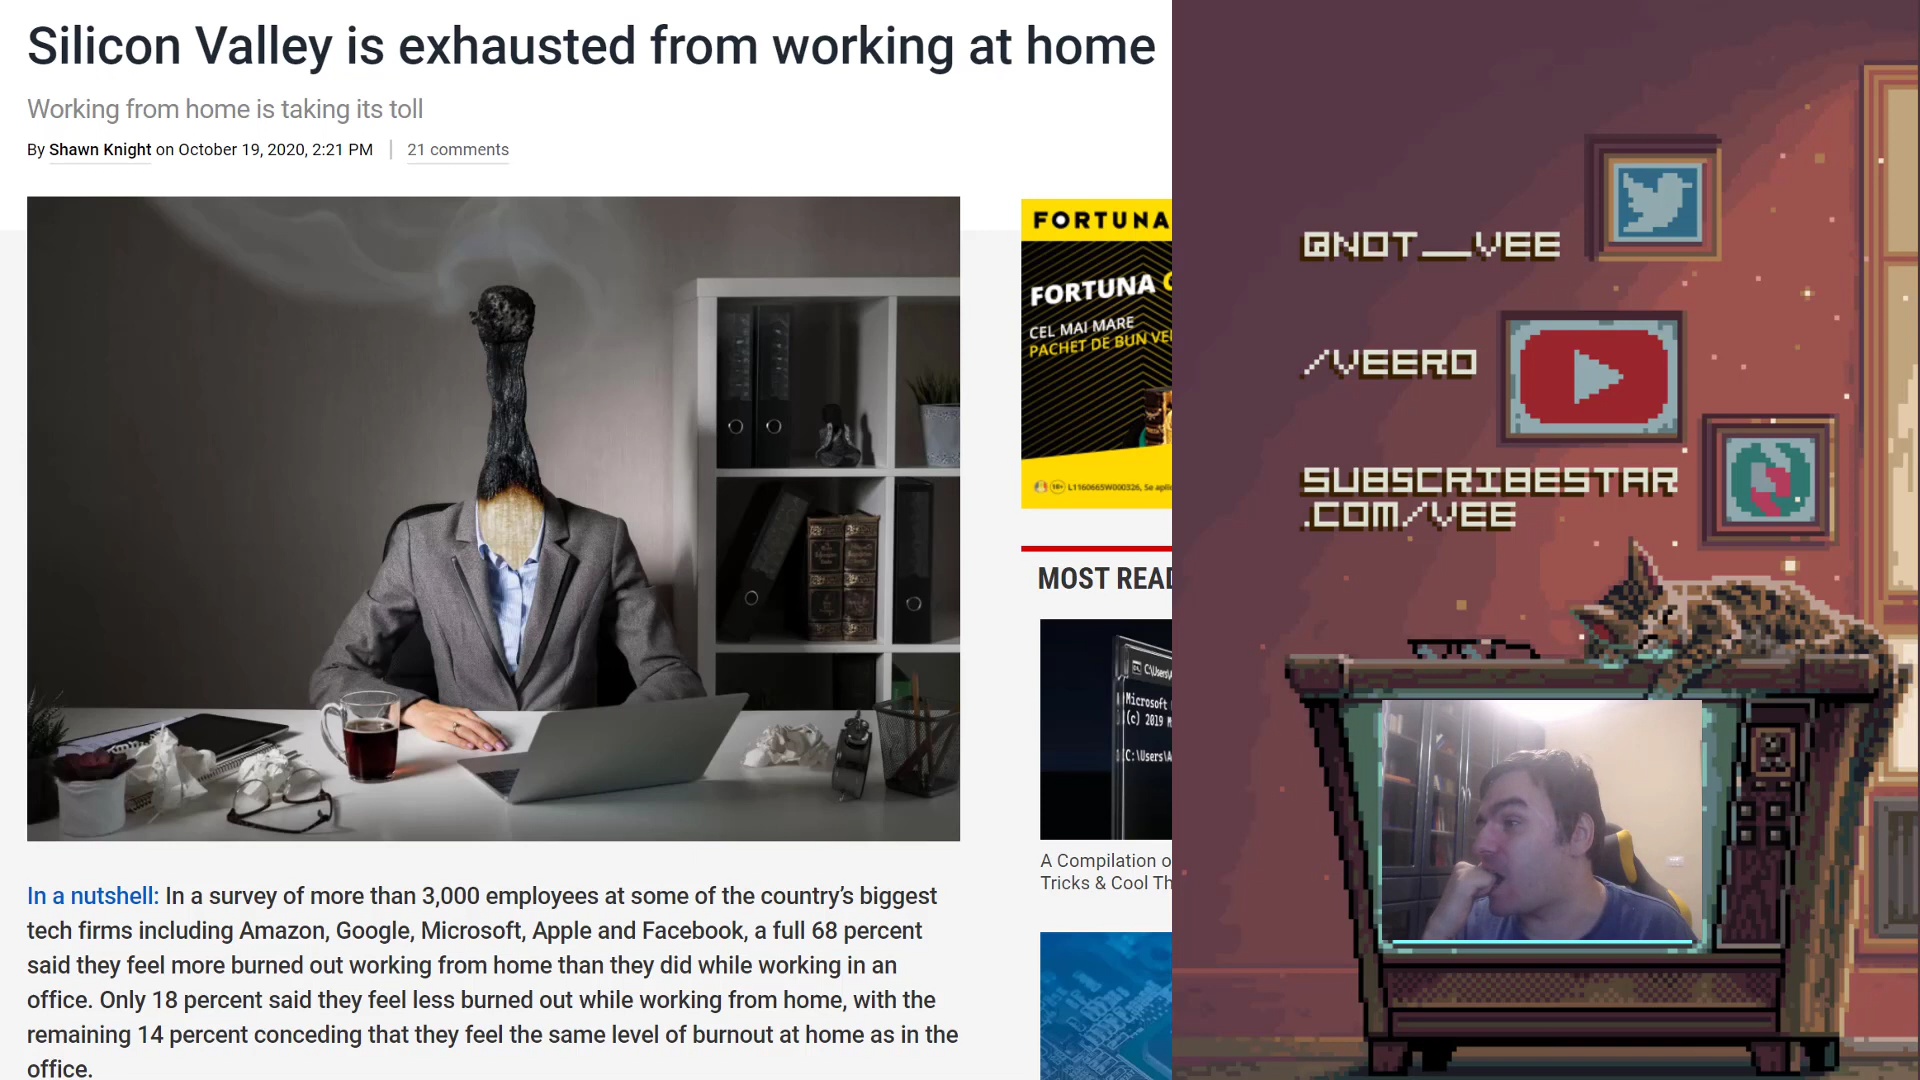 Silicon Valley is exhausted from working at home
Working from home is taking its toll
By Shawn Knight on October 19, 2020, 2:21 PM
21 comments
FORTUNA
FORTUNA
CEL MAI MARE
PACHET DE BUN
18+ L1160665W000326, Se
MOST READ
Microsoft
(c) 2019
C:\Users\
A Compilation
Tricks & Cool
In a nutshell: In a survey of more than 3,000 employees at some of the country's biggest
tech firms including Amazon, Google, Microsoft, Apple and Facebook, a full 68 percent
said they feel more burned out working from home than they did while working in an
office. Only 18 percent said they feel less burned out while working from home, with the
remaining 14 percent conceding that they feel the same level of burnout at home as in the
office.
@NOT__VEE
/VEERO
SUBSCRIBESTAR
.COM/VEE